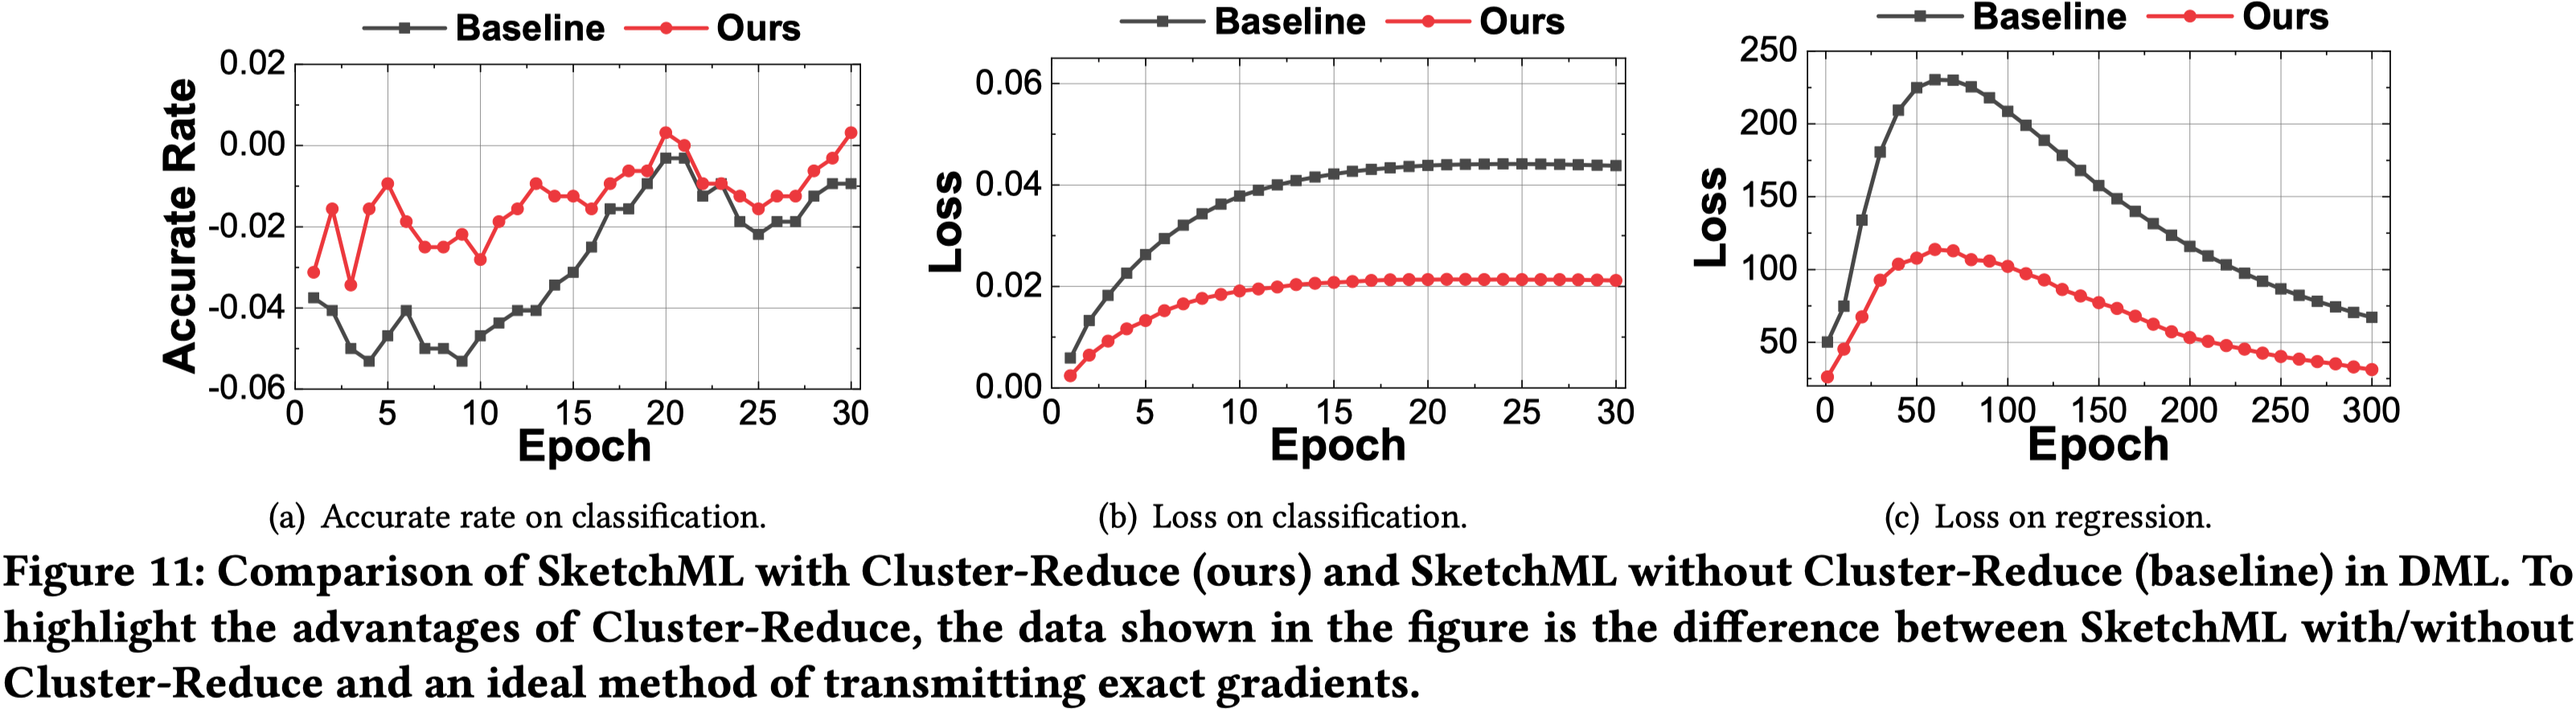 Baseline Ours
0.02
0.00
-0.02
-0.04
-0.06
Accurate Rate
0 5 10 15 20 25 30
Epoch
(a) Accurate rate on classification.
Baseline Ours
0.06
0.04
0.02
0.00
Loss
0 5 10 15 20 25 30
Epoch
(b) Loss on classification.
Baseline Ours
250
200
150
100
50
Loss
0 50 100 150 200 250 300
Epoch
(c) Loss on regression.
Figure 11: Comparison of SketchML with Cluster-Reduce (ours) and SketchML without Cluster-Reduce (baseline) in DML. To
highlight the advantages of Cluster-Reduce, the data shown in the figure is the difference between SketchML with/without
Cluster-Reduce and an ideal method of transmitting exact gradients.